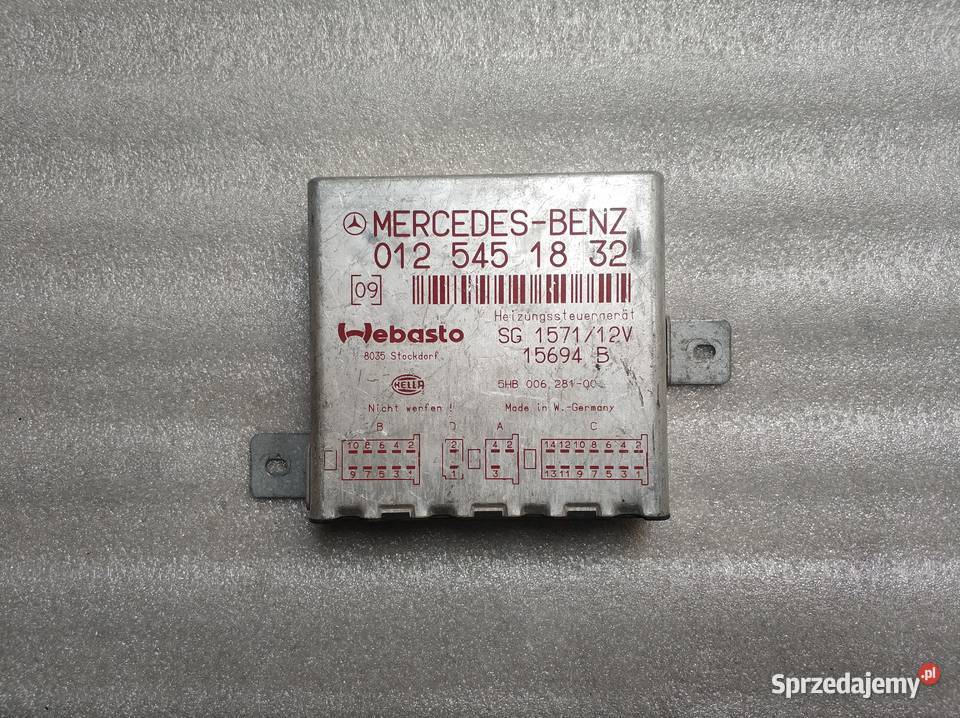 MERCEDES-BENZ
012 545 18 32
[09]
Heizungssteuergerät
Webasto SG 1571/12V
8035 Stockdorf 15694 B
HELLA 5HB 006 281-00
Nicht werfen ! Made in W.-Germany
B D A C
10 8 6 4 2 2 4 2 14 12 10 8 6 4 2
9 7 5 3 1 1 3 13 11 9 7 5 3 1
Sprzedajemy.pl